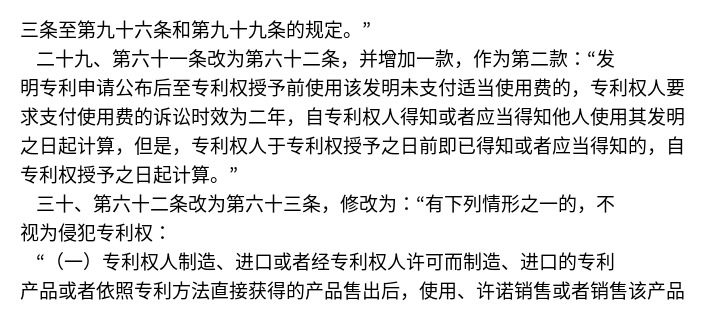 三条至第九十六条和第九十九条的规定。”
二十九、第六十一条改为第六十二条，并增加一款，作为第二款：“发
明专利申请公布后至专利权授予前使用该发明未支付适当使用费的，专利权人要
求支付使用费的诉讼时效为二年，自专利权人得知或者应当得知他人使用其发明
之日起计算，但是，专利权人于专利权授予之日前即已得知或者应当得知的，自
专利权授予之日起计算。”
三十、第六十二条改为第六十三条，修改为：“有下列情形之一的，不
视为侵犯专利权：
“（一）专利权人制造、进口或者经专利权人许可而制造、进口的专利
产品或者依照专利方法直接获得的产品售出后，使用、许诺销售或者销售该产品